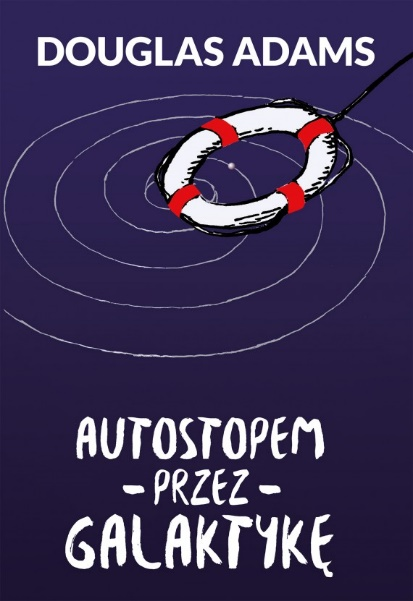 DOUGLAS ADAMS
AUTOSTOPEM
- PRZEZ -
GALAKTYKĘ